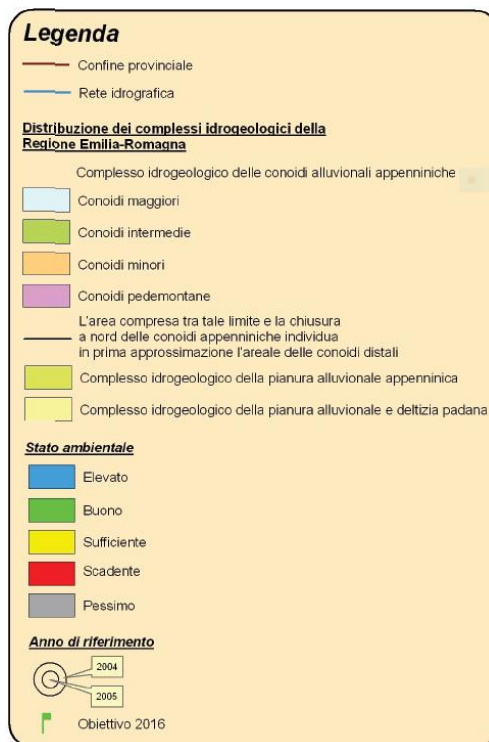 Legenda
Confine provinciale
Rete idrografica
Distribuzione dei complessi idrogeologici della
Regione Emilia-Romagna
Complesso idrogeologico delle conoidi alluvionali appenniniche
Conoidi maggiori
Conoidi intermedie
Conoidi minori
Conoidi pedemontane
L'area compresa tra tale limite e la chiusura
a nord delle conoidi appenniniche individua
in prima approssimazione l'areale delle conoidi distali
Complesso idrogeologico della pianura alluvionale appenninica
Complesso idrogeologico della pianura alluvionale e deltizia padana
Stato ambientale
Elevato
Buono
Sufficiente
Scadente
Pessimo
Anno di riferimento
2004
2005
Obiettivo 2016